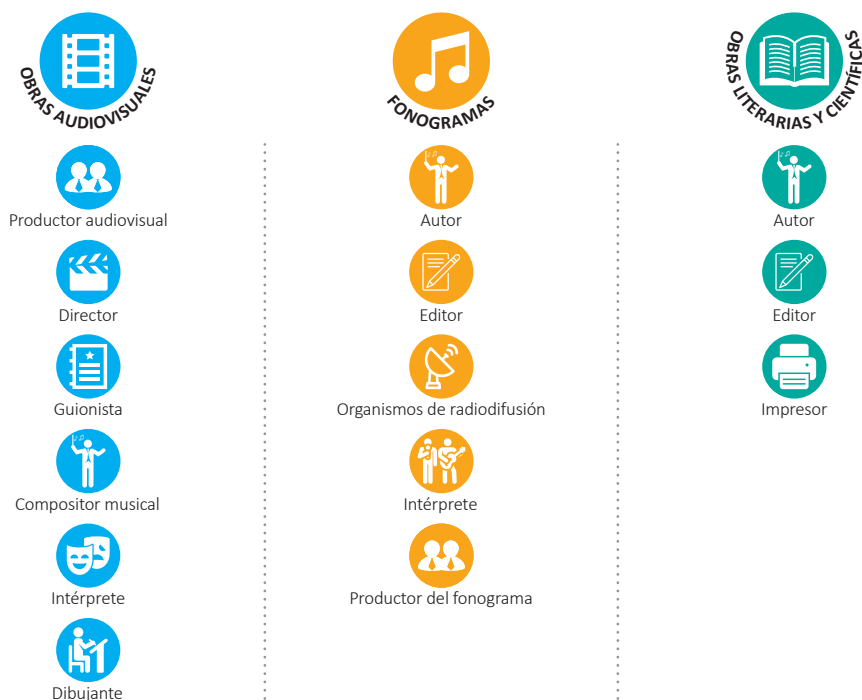 OBRAS AUDIOVISUALES
Productor audiovisual
Director
Guionista
Compositor musical
Intérprete
Dibujante
FONOGRAMAS
Autor
Editor
Organismos de radiodifusión
Intérprete
Productor del fonograma
OBRAS LITERARIAS Y CIENTÍFICAS
Autor
Editor
Impresor